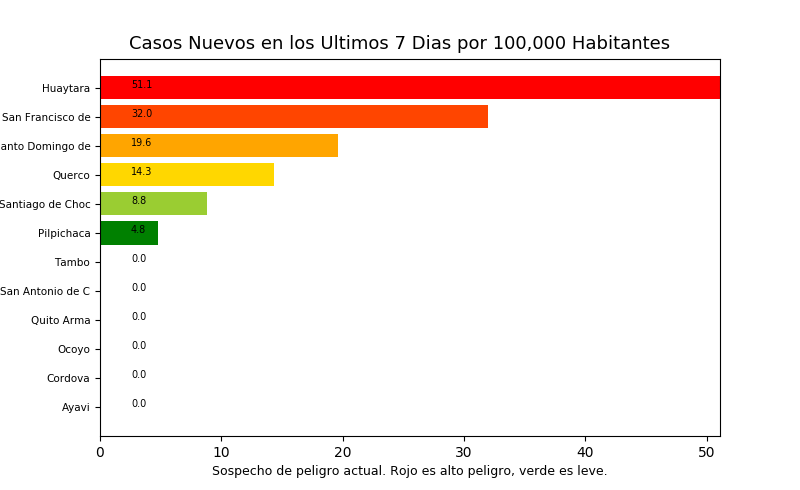 Casos Nuevos en los Ultimos 7 Dias por 100,000 Habitantes
Huaytara 51.1
San Francisco de 32.0
anto Domingo de 19.6
Querco 14.3
Santiago de Choc 8.8
Pilpichaca 4.8
Tambo 0.0
San Antonio de C 0.0
Quito Arma 0.0
Ocoyo 0.0
Cordova 0.0
Ayavi 0.0
0 10 20 30 40 50
Sospecho de peligro actual. Rojo es alto peligro, verde es leve.